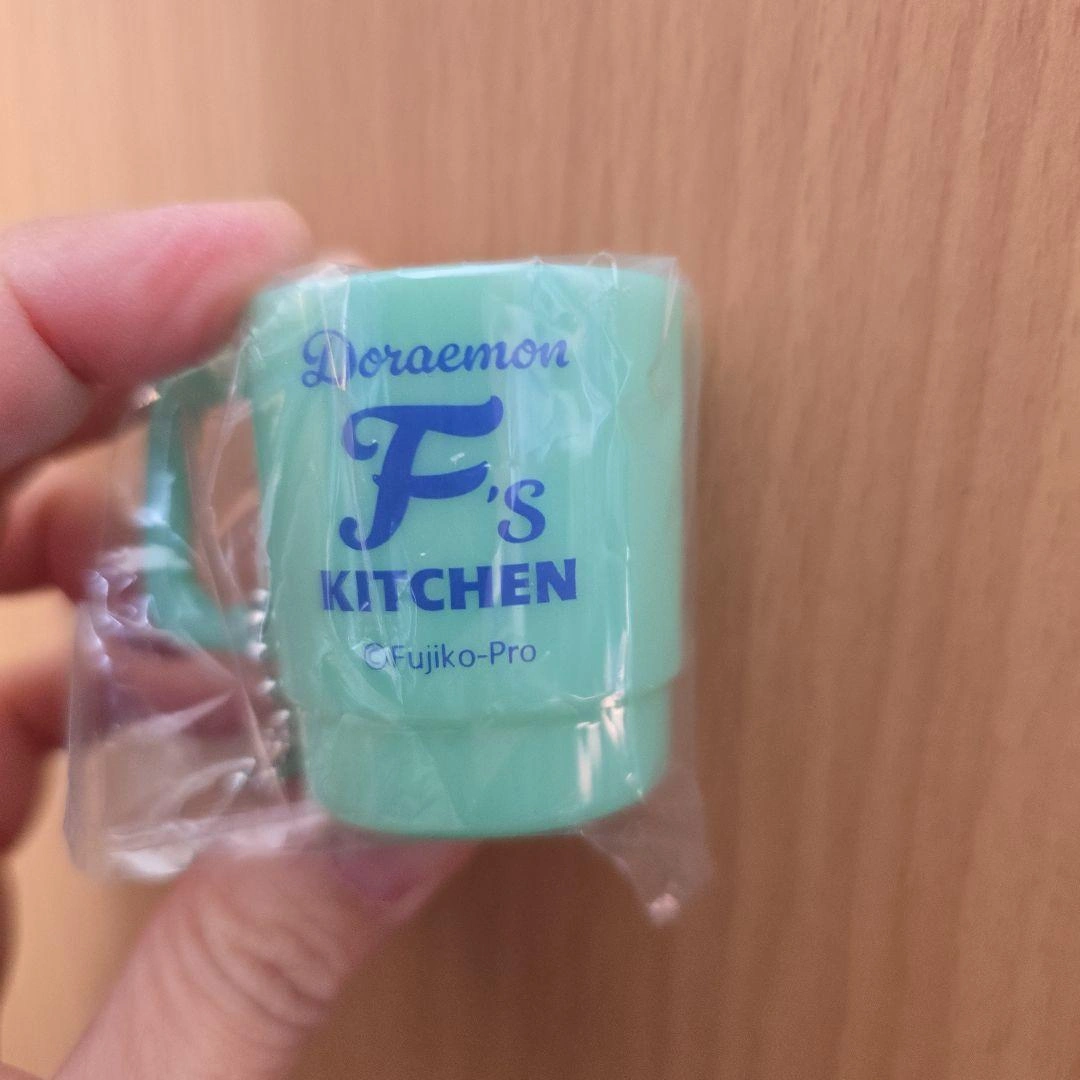 Doraemon
F's
KITCHEN
©Fujiko-Pro